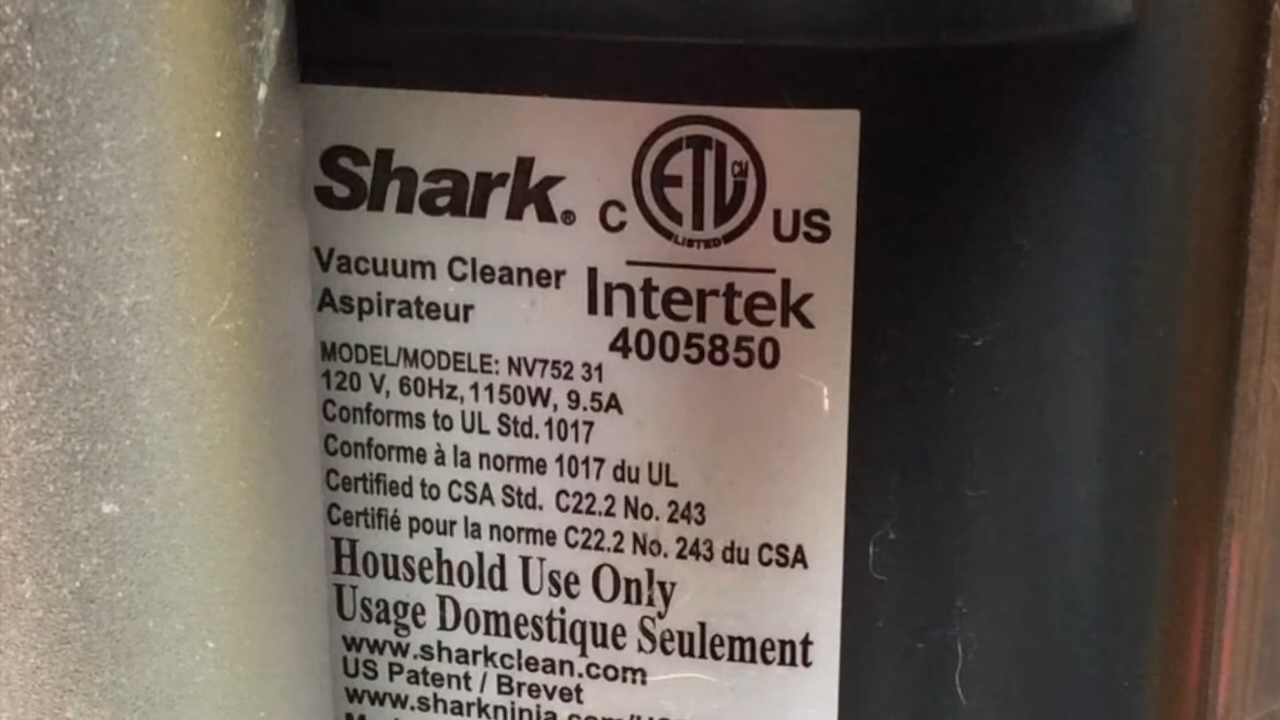 Shark®
C ETL CM LISTED US
Intertek
4005850
Vacuum Cleaner
Aspirateur
MODEL/MODELE: NV752 31
120 V, 60Hz, 1150W, 9.5A
Conforms to UL Std. 1017
Conforme à la norme 1017 du UL
Certified to CSA Std. C22.2 No. 243
Certifié pour la norme C22.2 No. 243 du CSA
Household Use Only
Usage Domestique Seulement
www.sharkclean.com
US Patent / Brevet